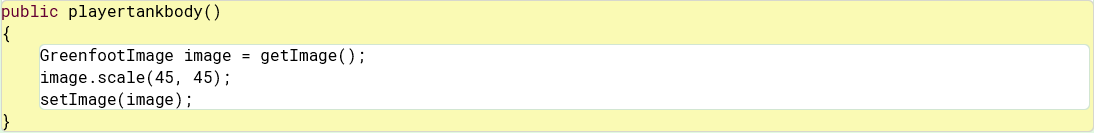 public playertankbody()
{
    GreenfootImage image = getImage();
    image.scale(45, 45);
    setImage(image);
}